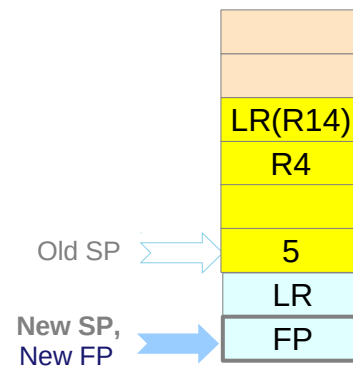 LR(R14)
R4
Old SP
5
LR
New SP,
New FP
FP